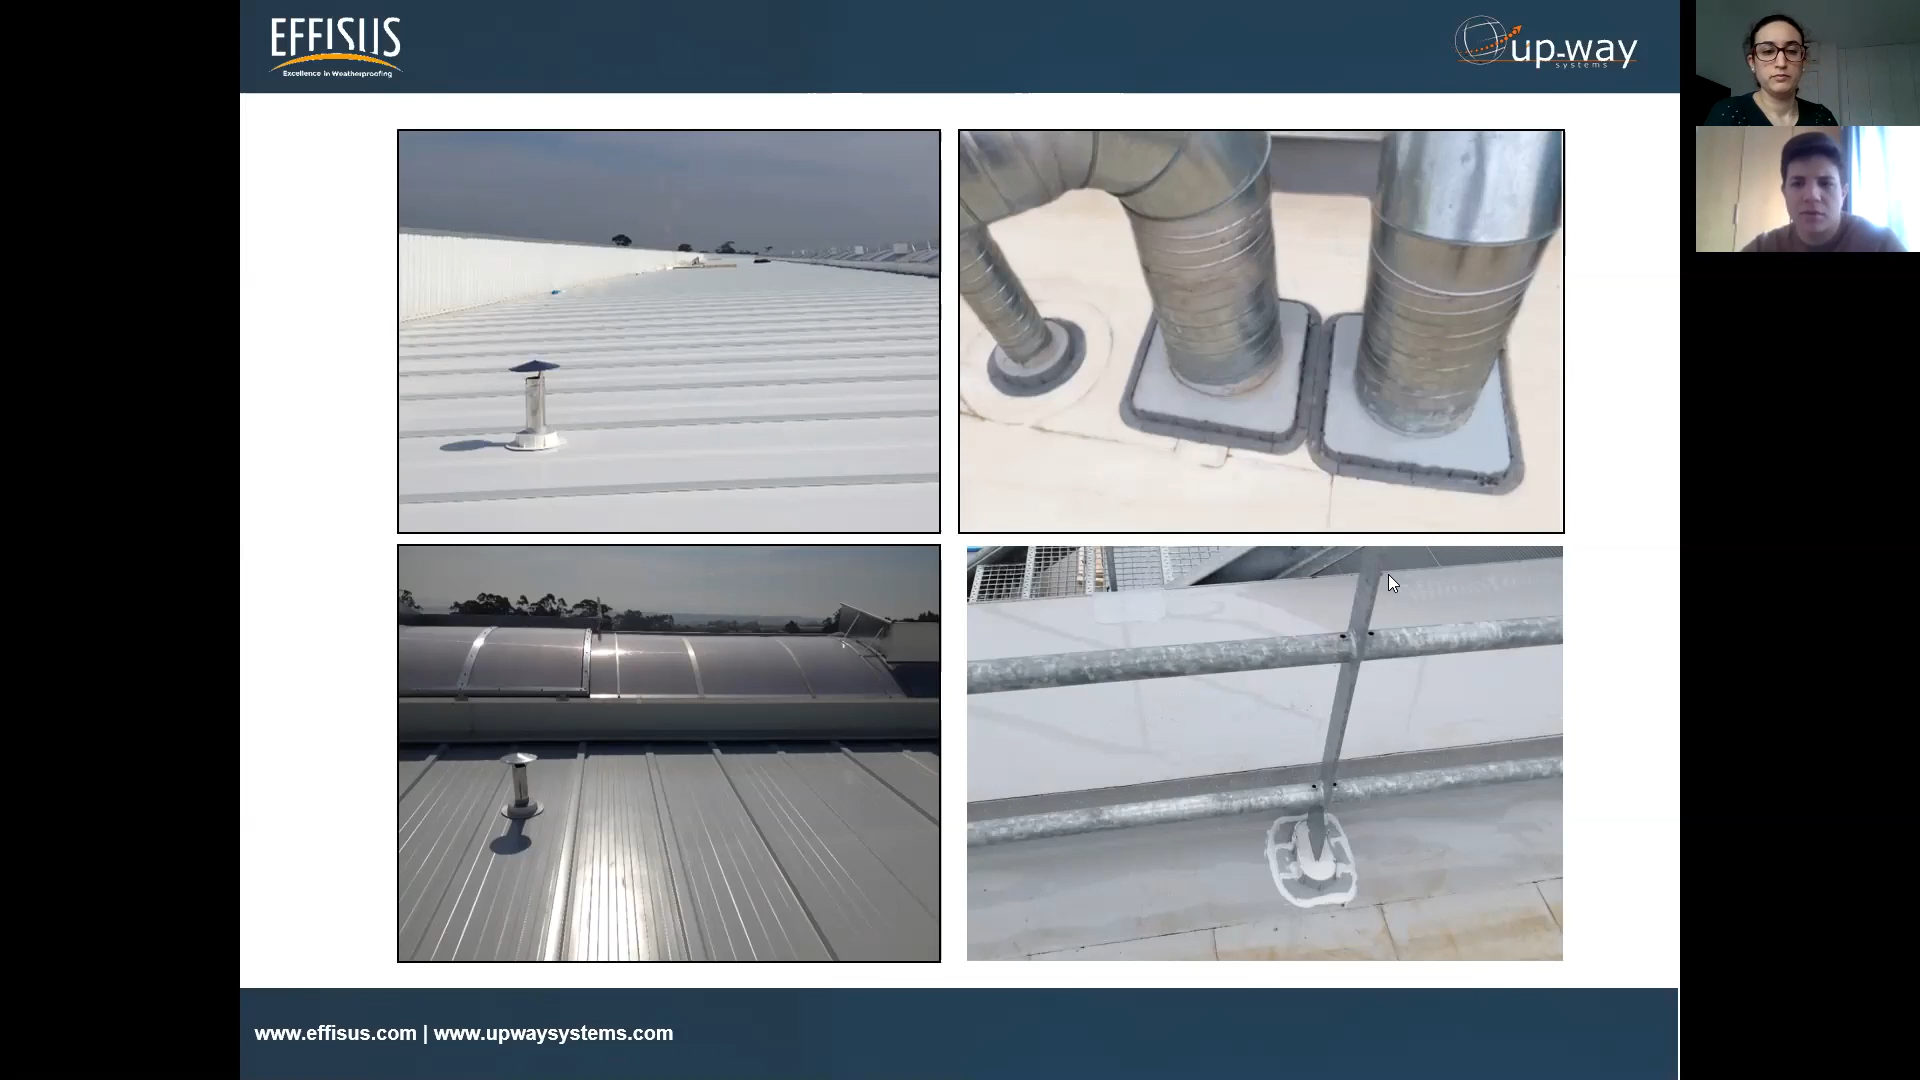 EFFISUS
Excellence in Weatherproofing
up-way
systems
www.effisus.com | www.upwaysystems.com